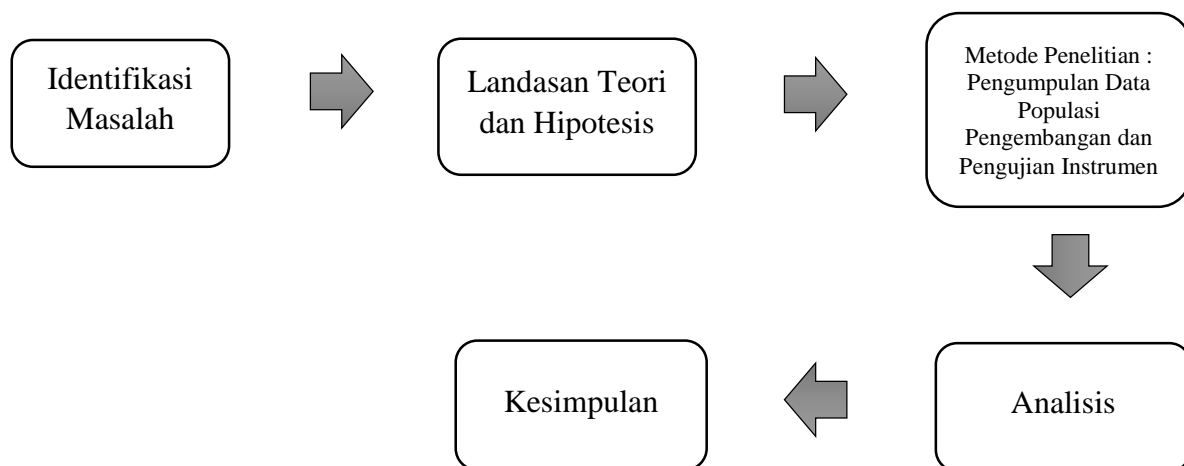 Identifikasi
Masalah
Landasan Teori
dan Hipotesis
Metode Penelitian :
Pengumpulan Data
Populasi
Pengembangan dan
Pengujian Instrumen
Analisis
Kesimpulan